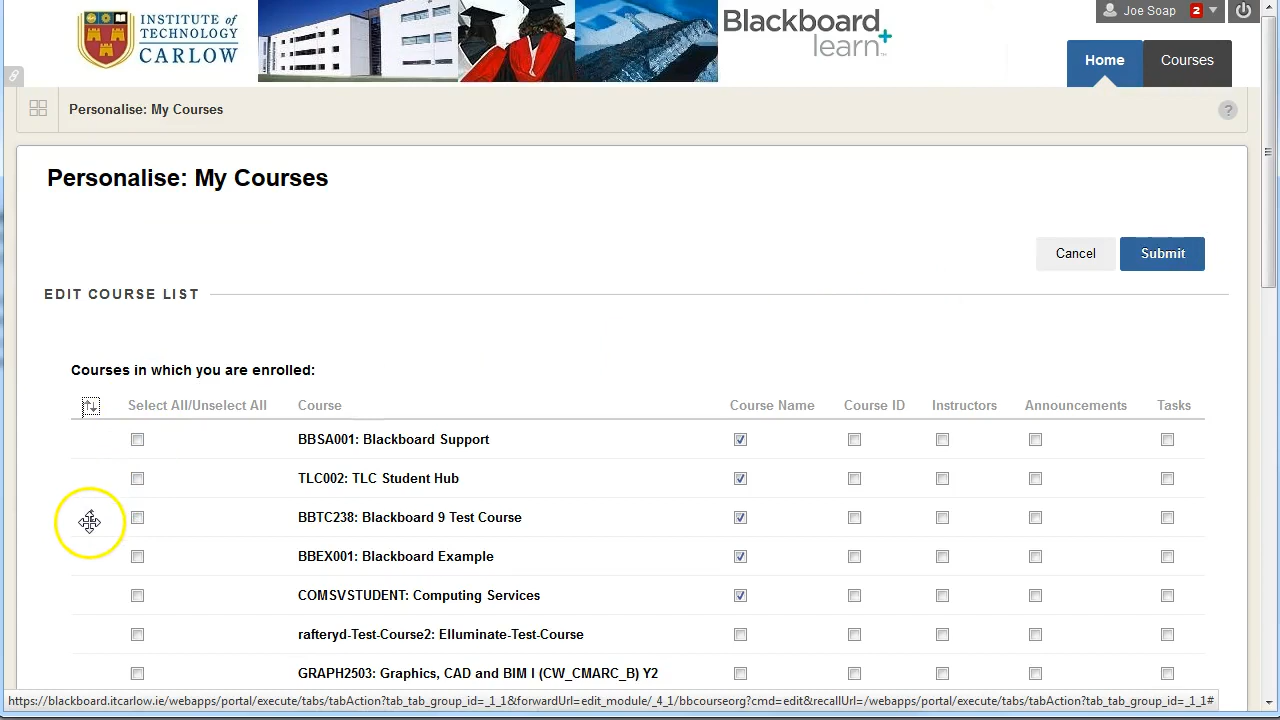 INSTITUTE of
TECHNOLOGY
CARLOW
Blackboard
learn+
Joe Soap 2
Home Courses
Personalise: My Courses
?
Personalise: My Courses
Cancel Submit
EDIT COURSE LIST
Courses in which you are enrolled:
Select All/Unselect All Course Course Name Course ID Instructors Announcements Tasks
BBSA001: Blackboard Support
TLC002: TLC Student Hub
BBTC238: Blackboard 9 Test Course
BBEX001: Blackboard Example
COMSVSTUDENT: Computing Services
rafteryd-Test-Course2: Elluminate-Test-Course
GRAPH2503: Graphics, CAD and BIM I (CW_CMARC_B) Y2
https://blackboard.itcarlow.ie/webapps/portal/execute/tabs/tabAction?tab_tab_group_id=_1_1&forwardUrl=edit_module/_4_1/bbcourseorg?cmd=edit&recallUrl=/webapps/portal/execute/tabs/tabAction?tab_tab_group_id=_1_1#